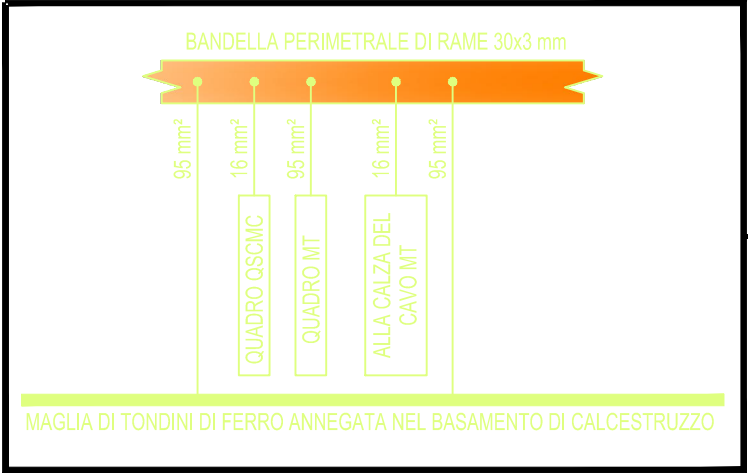 BANDELLA PERIMETRALE DI RAME 30x3 mm
95 mm²
16 mm²
95 mm²
16 mm²
95 mm²
QUADRO QSCMC
QUADRO MT
ALLA CALZA DEL
CAVO MT
MAGLIA DI TONDINI DI FERRO ANNEGATA NEL BASAMENTO DI CALCESTRUZZO